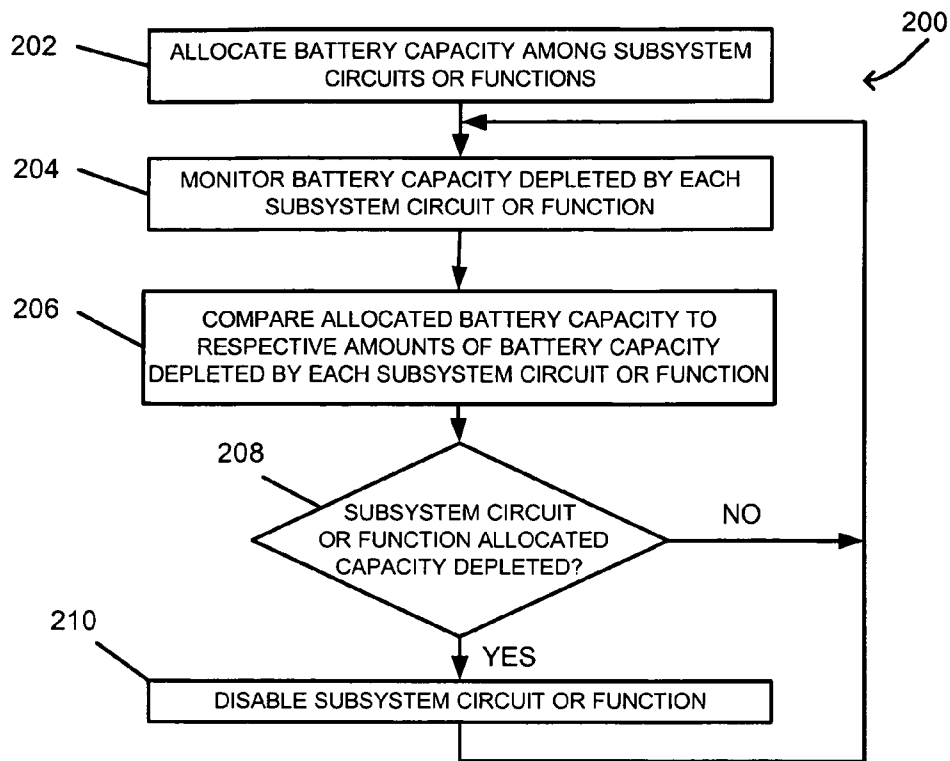 200
202
ALLOCATE BATTERY CAPACITY AMONG SUBSYSTEM
CIRCUITS OR FUNCTIONS
204
MONITOR BATTERY CAPACITY DEPLETED BY EACH
SUBSYSTEM CIRCUIT OR FUNCTION
206
COMPARE ALLOCATED BATTERY CAPACITY TO
RESPECTIVE AMOUNTS OF BATTERY CAPACITY
DEPLETED BY EACH SUBSYSTEM CIRCUIT OR FUNCTION
208
SUBSYSTEM CIRCUIT
OR FUNCTION ALLOCATED
CAPACITY DEPLETED?
NO
YES
210
DISABLE SUBSYSTEM CIRCUIT OR FUNCTION